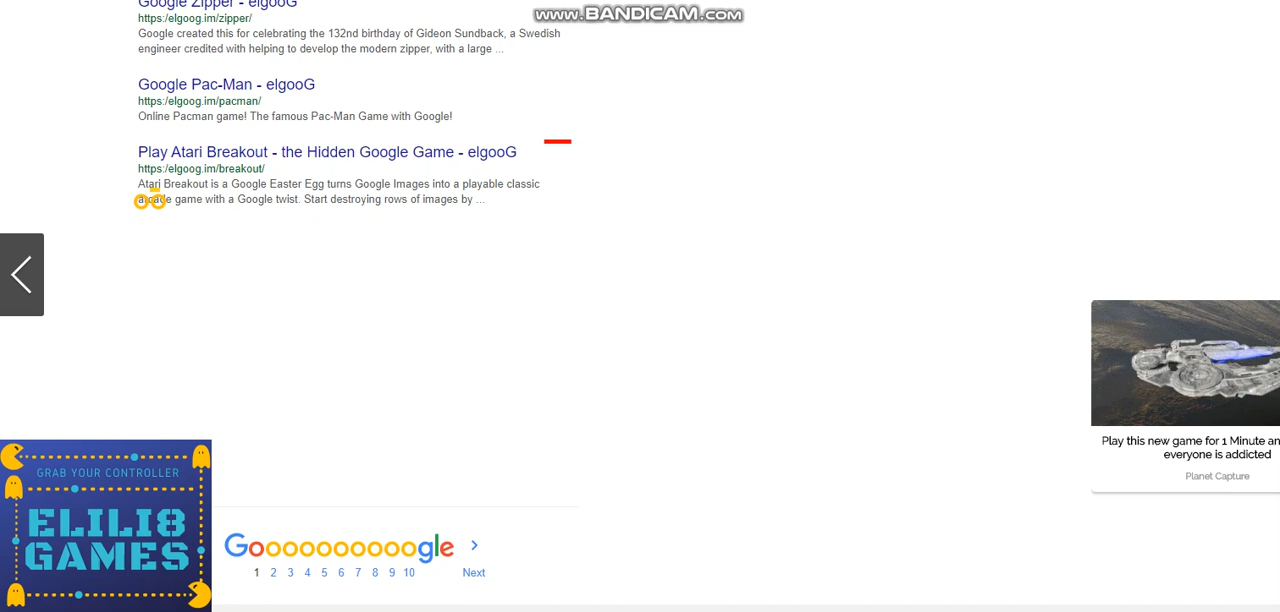 Google Zipper - elgooG
www.BANDICAM.com
https:/elgoog.im/zipper/
Google created this for celebrating the 132nd birthday of Gideon Sundback, a Swedish
engineer credited with helping to develop the modern zipper, with a large ...
Google Pac-Man - elgooG
https:/elgoog.im/pacman/
Online Pacman game! The famous Pac-Man Game with Google!
Play Atari Breakout - the Hidden Google Game - elgooG
https:/elgoog.im/breakout/
Atari Breakout is a Google Easter Egg turns Google Images into a playable classic
arcade game with a Google twist. Start destroying rows of images by ...
Play this new game for 1 Minute an
everyone is addicted
Planet Capture
GRAB YOUR CONTROLLER
ELILI8
GAMES
Goooooooooogle >
1 2 3 4 5 6 7 8 9 10 Next